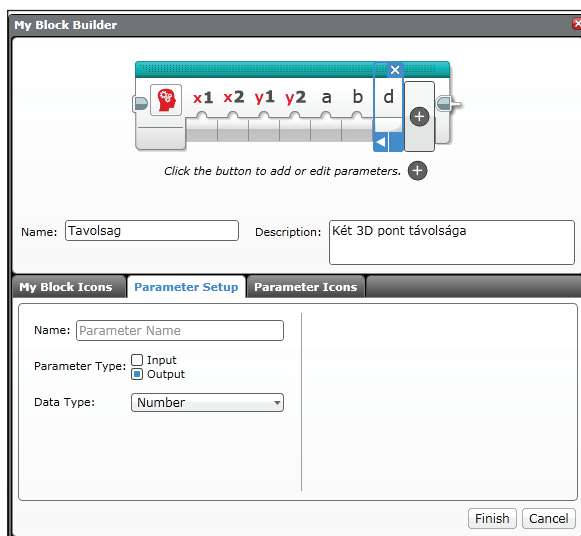 My Block Builder
x1 x2 y1 y2 a b d
Click the button to add or edit parameters.
Name: Tavolsag
Description: Két 3D pont távolsága
My Block Icons Parameter Setup Parameter Icons
Name: Parameter Name
Parameter Type: Input
Output
Data Type: Number
Finish Cancel